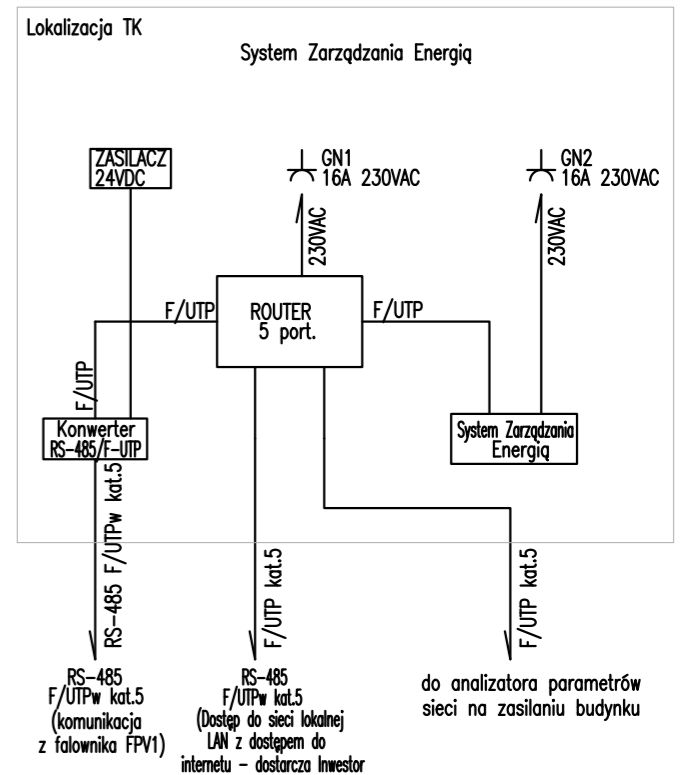 Lokalizacja TK
System Zarządzania Energią
ZASILACZ
24VDC
GN1
16A 230VAC
GN2
16A 230VAC
230VAC
230VAC
F/UTP
ROUTER
5 port.
F/UTP
F/UTP
Konwerter
RS-485/F-UTP
System Zarządzania
Energią
RS-485 F/UTPw kat.5
F/UTP kat.5
F/UTP kat.5
RS-485
F/UTPw kat.5
(komunikacja
z falownika FPV1)
RS-485
F/UTPw kat.5
(Dostęp do sieci lokalnej
LAN z dostępem do
internetu - dostarcza Inwestor
do analizatora parametrów
sieci na zasilaniu budynku